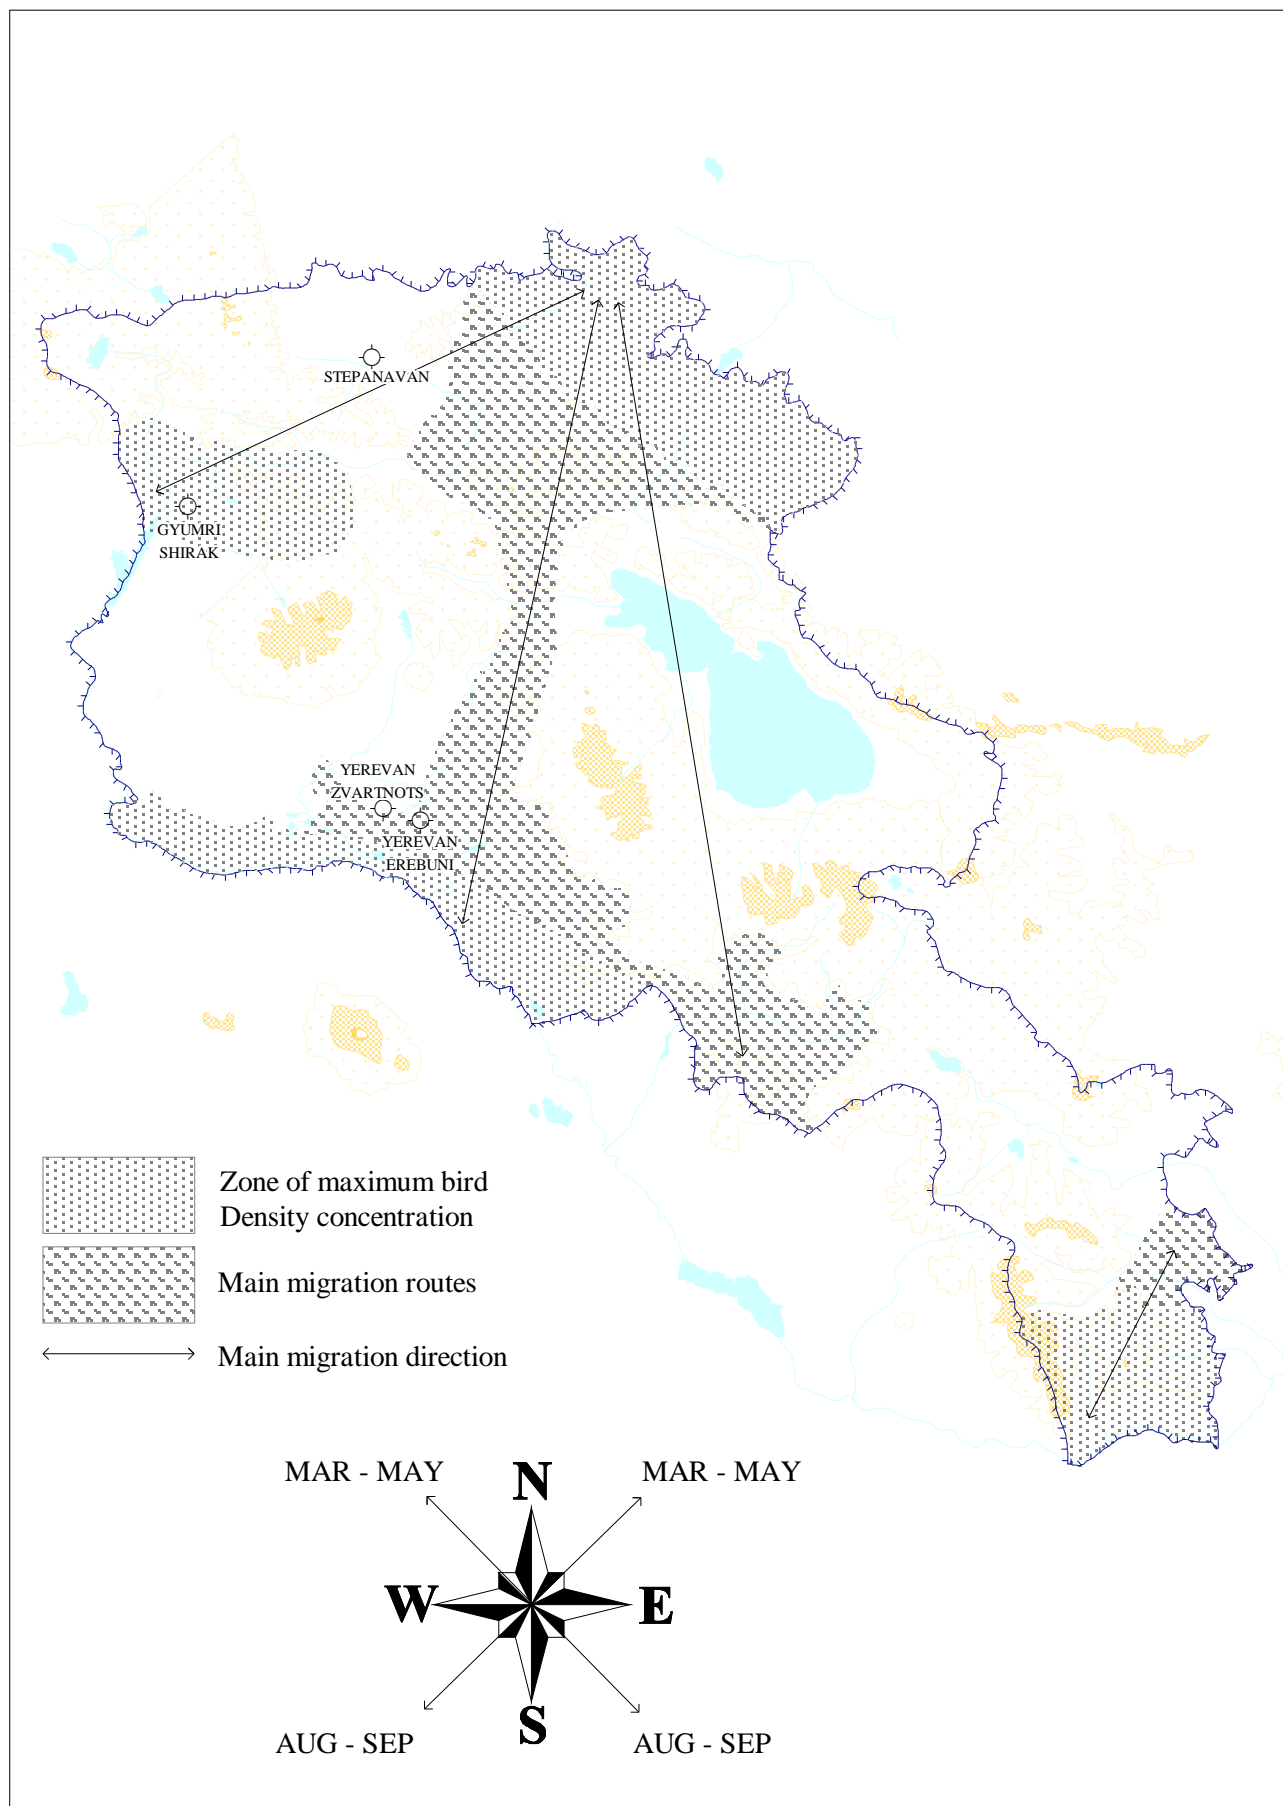 STEPANAVAN
GYUMRI
SHIRAK
YEREVAN
ZVARTNOTS
YEREVAN
EREBUNI
Zone of maximum bird
Density concentration
Main migration routes
Main migration direction
MAR - MAY
MAR - MAY
N
W
E
S
AUG - SEP
AUG - SEP